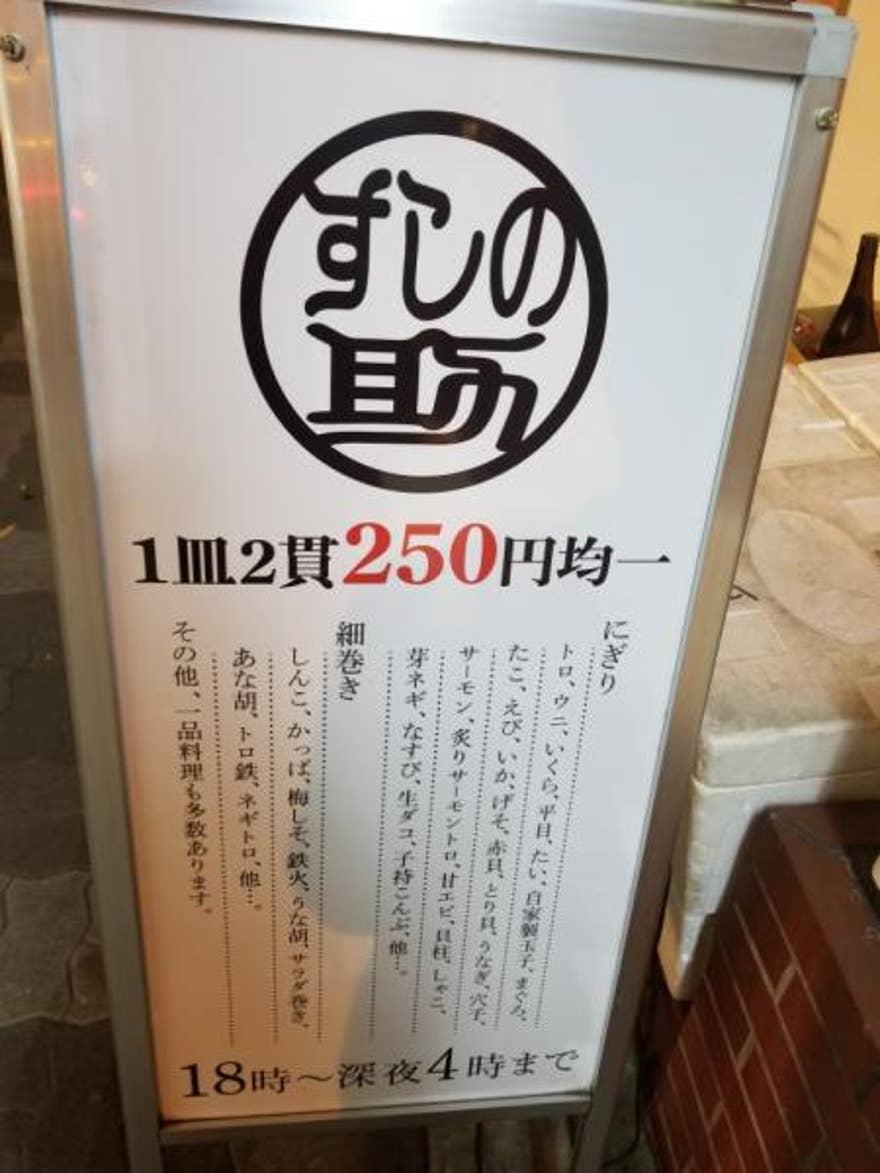 すしの
助
1皿2貫250円均一
にぎり
トロ、ウニ、いくら、平目、たい、自家製玉子、まぐろ、
たこ、えび、いか、げそ、赤貝、とり貝、うなぎ、穴子、
サーモン、炙りサーモントロ、甘エビ、貝柱、しゃこ、
芽ネギ、なすび、生ダコ、子持こんぶ、他…。
細巻き
しんこ、かっぱ、梅しそ、鉄火、うな胡、サラダ巻き、
あな胡、トロ鉄、ネギトロ、他…。
その他、一品料理も多数あります。
18時～深夜4時まで